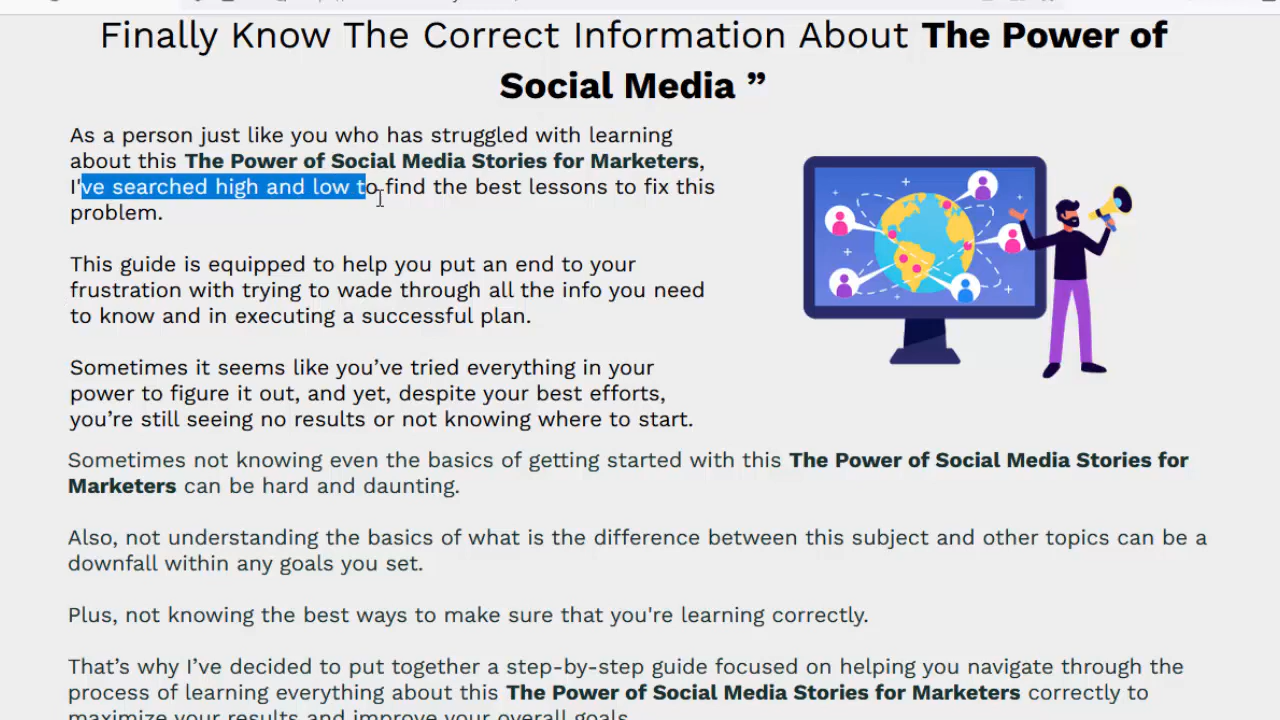 Finally Know The Correct Information About The Power of
Social Media ”
As a person just like you who has struggled with learning
about this The Power of Social Media Stories for Marketers,
I've searched high and low to find the best lessons to fix this
problem.
This guide is equipped to help you put an end to your
frustration with trying to wade through all the info you need
to know and in executing a successful plan.
Sometimes it seems like you’ve tried everything in your
power to figure it out, and yet, despite your best efforts,
you’re still seeing no results or not knowing where to start.
Sometimes not knowing even the basics of getting started with this The Power of Social Media Stories for
Marketers can be hard and daunting.
Also, not understanding the basics of what is the difference between this subject and other topics can be a
downfall within any goals you set.
Plus, not knowing the best ways to make sure that you're learning correctly.
That’s why I’ve decided to put together a step-by-step guide focused on helping you navigate through the
process of learning everything about this The Power of Social Media Stories for Marketers correctly to
maximize your results and improve your overall goals.